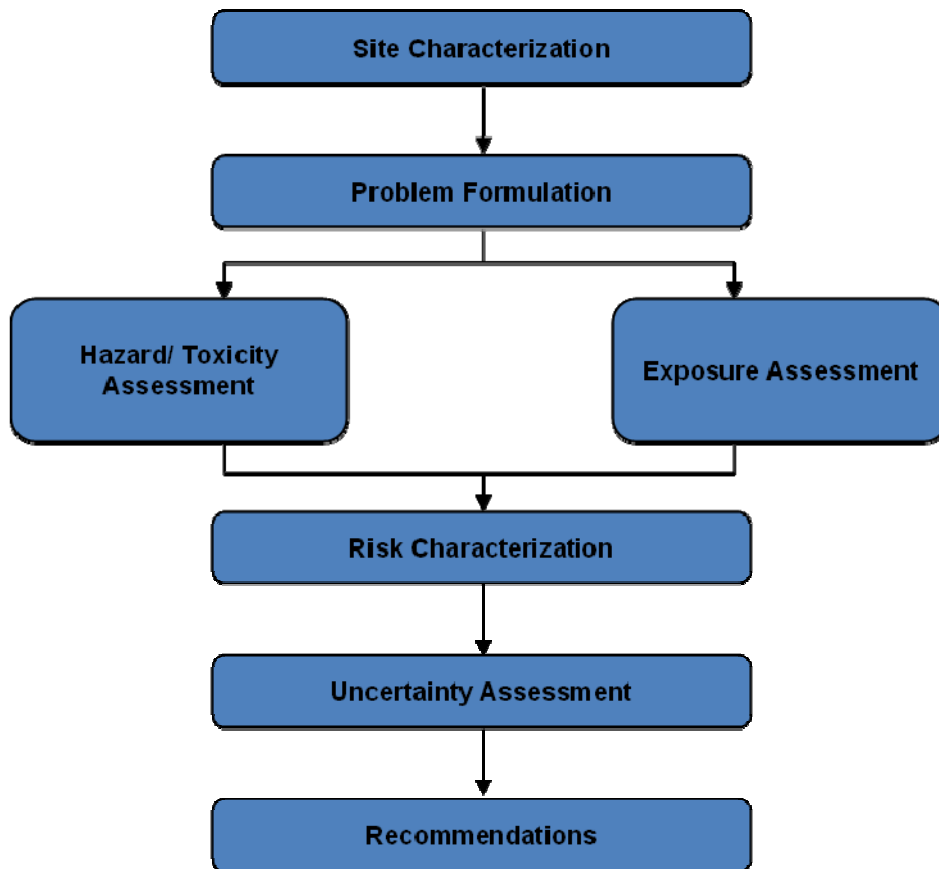 Site Characterization
Problem Formulation
Hazard/ Toxicity
Assessment
Exposure Assessment
Risk Characterization
Uncertainty Assessment
Recommendations